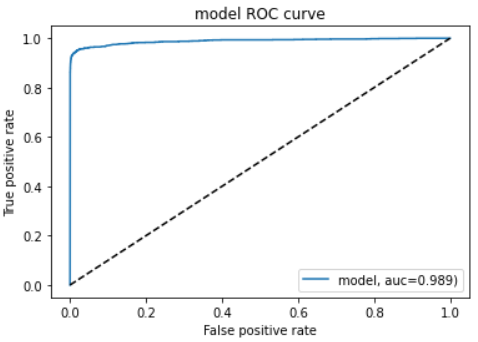 model ROC curve
1.0
0.8
0.6
0.4
0.2
0.0
True positive rate
0.0 0.2 0.4 0.6 0.8 1.0
False positive rate
model, auc=0.989)